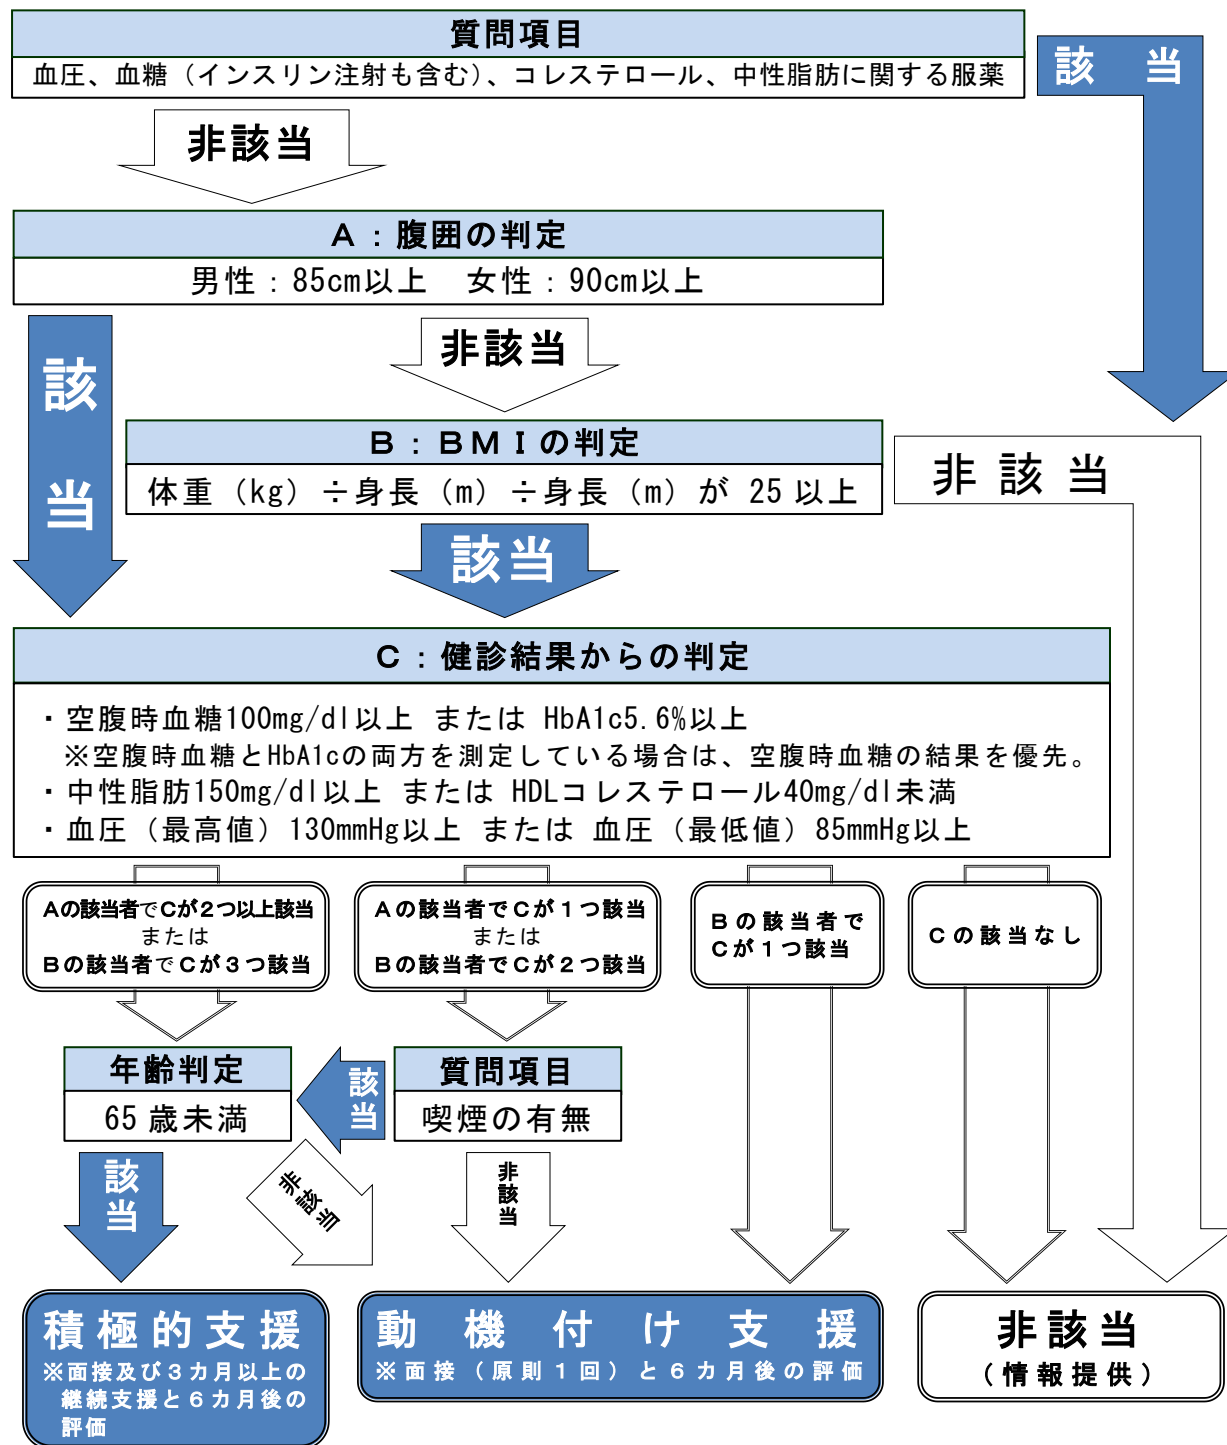 質問項目
血圧、血糖（インスリン注射も含む）、コレステロール、中性脂肪に関する服薬
該当
非該当
A：腹囲の判定
男性：85cm以上　女性：90cm以上
該当
非該当
B：BMIの判定
体重（kg）÷身長（m）÷身長（m）が 25 以上
非該当
該当
C：健診結果からの判定
・空腹時血糖100mg/dl以上 または HbA1c5.6%以上
※空腹時血糖とHbA1cの両方を測定している場合は、空腹時血糖の結果を優先。
・中性脂肪150mg/dl以上 または HDLコレステロール40mg/dl未満
・血圧（最高値）130mmHg以上 または 血圧（最低値）85mmHg以上
Aの該当者でCが2つ以上該当
または
Bの該当者でCが3つ該当
Aの該当者でCが1つ該当
または
Bの該当者でCが2つ該当
Bの該当者で
Cが1つ該当
Cの該当なし
年齢判定
65 歳未満
該当
質問項目
喫煙の有無
該当
非該当
非該当
積極的支援
※面接及び3カ月以上の
継続支援と6カ月後の
評価
動機付け支援
※面接（原則1回）と6カ月後の評価
非該当
（情報提供）